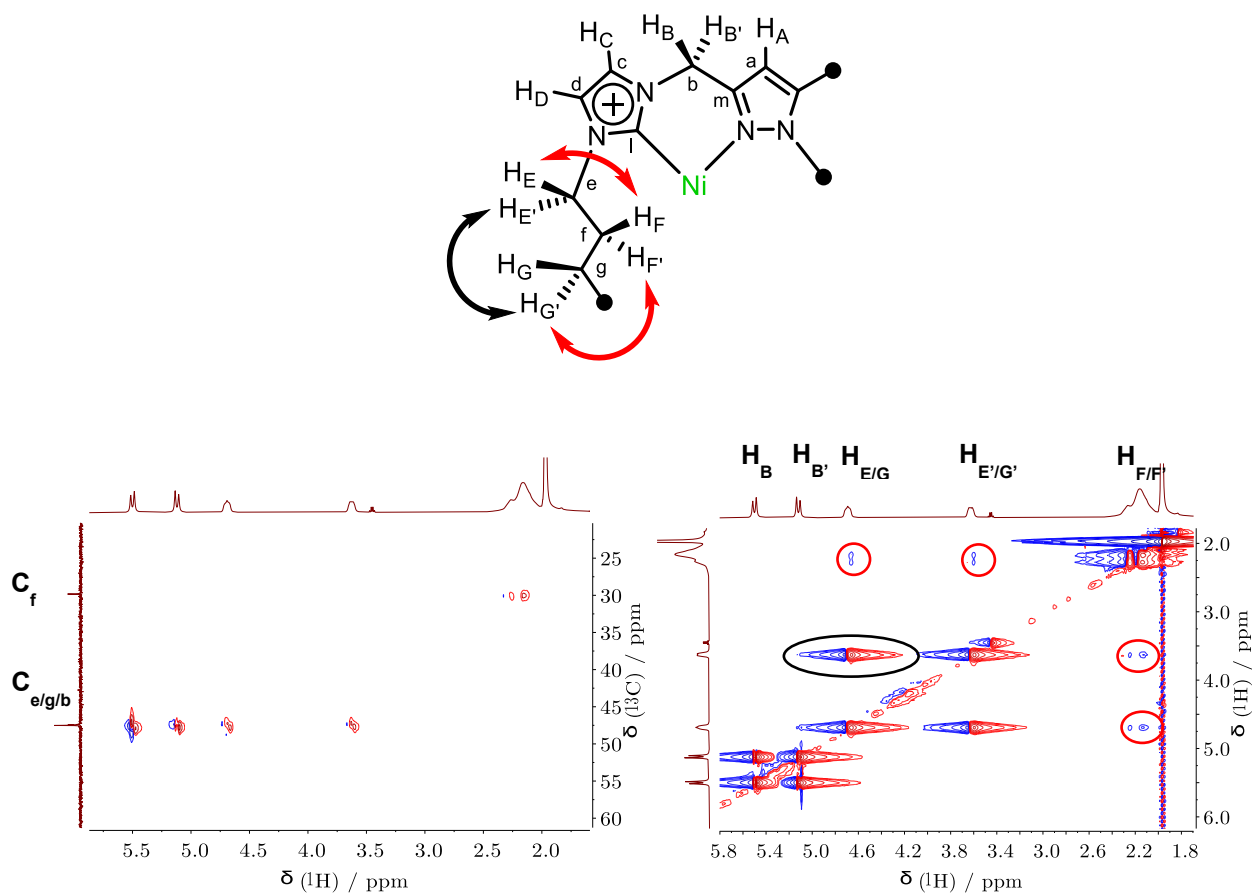 H_B H_B' H_A
H_C
c a
H_D d N b m
+ N N
N l
H_E e Ni
H_E' H_F
f
H_G g H_F'
H_G'
H_B H_B' H_E/G H_E'/G' H_F/F'
C_f
C_e/g/b
25
30
35
40
45
50
55
60
δ (13C) / ppm
5.5 5.0 4.5 4.0 3.5 3.0 2.5 2.0
δ (1H) / ppm
2.0
3.0
4.0
5.0
6.0
δ (1H) / ppm
5.8 5.4 5.0 4.6 4.2 3.8 3.4 3.0 2.6 2.2 1.8
δ (1H) / ppm